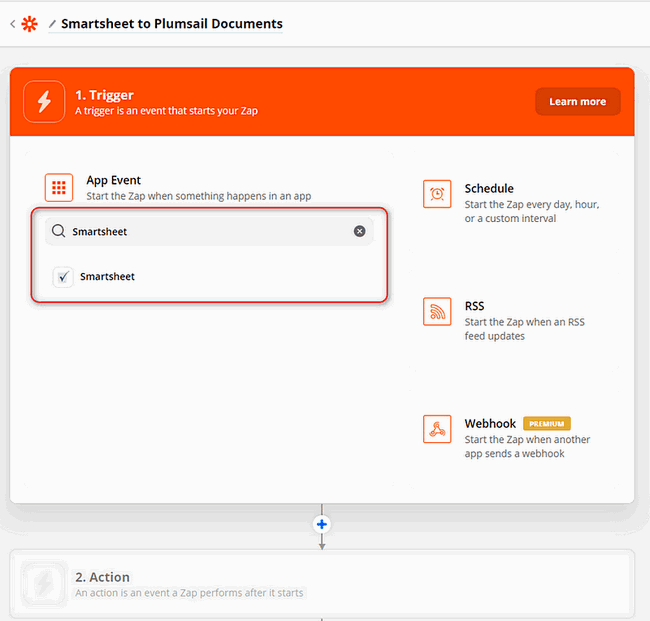 Smartsheet to Plumsail Documents
1. Trigger
A trigger is an event that starts your Zap
Learn more
App Event
Start the Zap when something happens in an app
Smartsheet
Smartsheet
Schedule
Start the Zap every day, hour,
or a custom interval
RSS
Start the Zap when an RSS
feed updates
Webhook PREMIUM
Start the Zap when another
app sends a webhook
2. Action
An action is an event a Zap performs after it starts